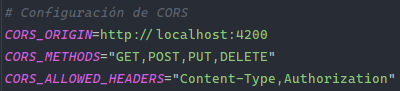 # Configuración de CORS
CORS_ORIGIN=http://localhost:4200
CORS_METHODS="GET,POST,PUT,DELETE"
CORS_ALLOWED_HEADERS="Content-Type,Authorization"